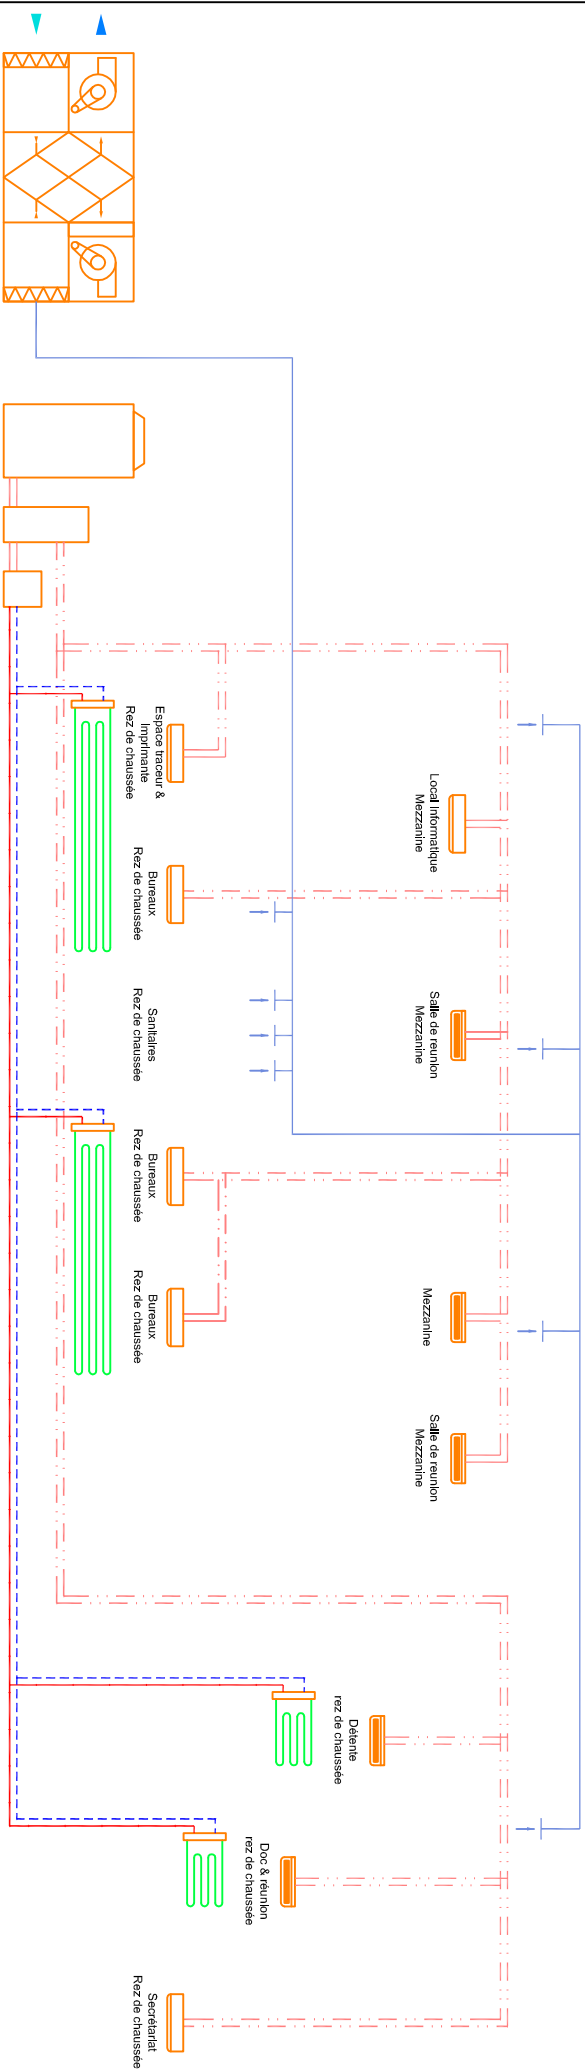 Espace traceur &
Imprimante
Rez de chaussée
Local Informatique
Mezzanine
Bureaux
Rez de chaussée
Salle de reunion
Mezzanine
Sanitaires
Rez de chaussée
Bureaux
Rez de chaussée
Bureaux
Rez de chaussée
Mezzanine
Salle de reunion
Mezzanine
Détente
rez de chaussée
Doc & réunion
rez de chaussée
Secrétariat
Rez de chaussée